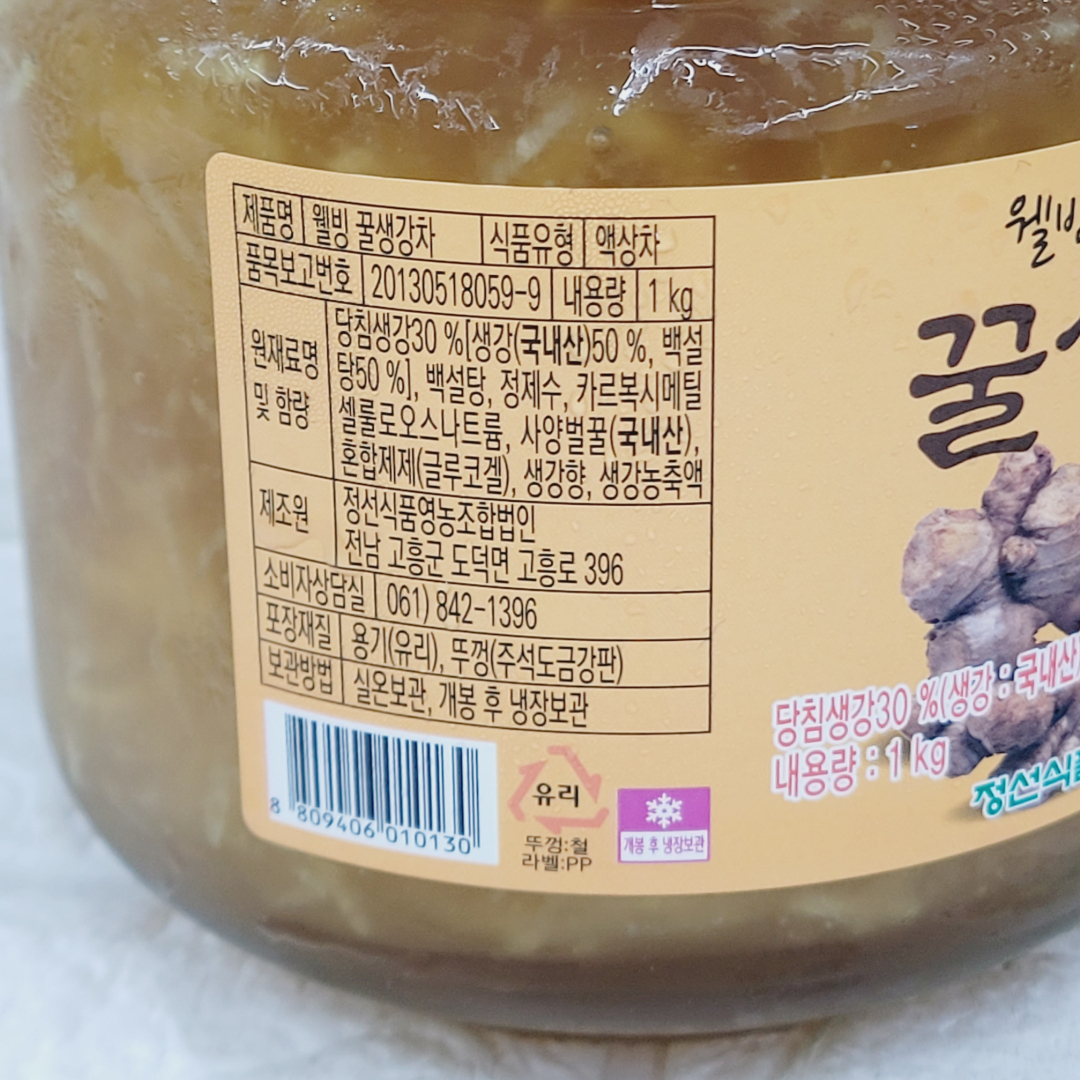 제품명 웰빙 꿀생강차 식품유형 액상차
품목보고번호 20130518059-9 내용량 1 kg
원재료명 및 함량
당침생강30 %[생강(국내산)50 %, 백설
탕50 %], 백설탕, 정제수, 카르복시메틸
셀룰로오스나트륨, 사양벌꿀(국내산),
혼합제제(글루코겔), 생강향, 생강농축액
제조원 정선식품영농조합법인
전남 고흥군 도덕면 고흥로 396
소비자상담실 061) 842-1396
포장재질 용기(유리), 뚜껑(주석도금강판)
보관방법 실온보관, 개봉 후 냉장보관
8 809406 010130
유리
뚜껑:철
라벨:PP
개봉 후 냉장보관
웰빙
꿀
당침생강30 %(생강 : 국내산)
내용량 : 1 kg
정선식